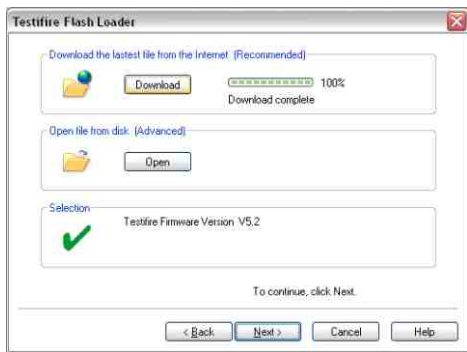 Testifire Flash Loader
Download the lastest file from the Internet (Recommended)
Download
100%
Download complete
Open file from disk (Advanced)
Open
Selection
Testifire Firmware Version V5.2
To continue, click Next.
< Back
Next >
Cancel
Help